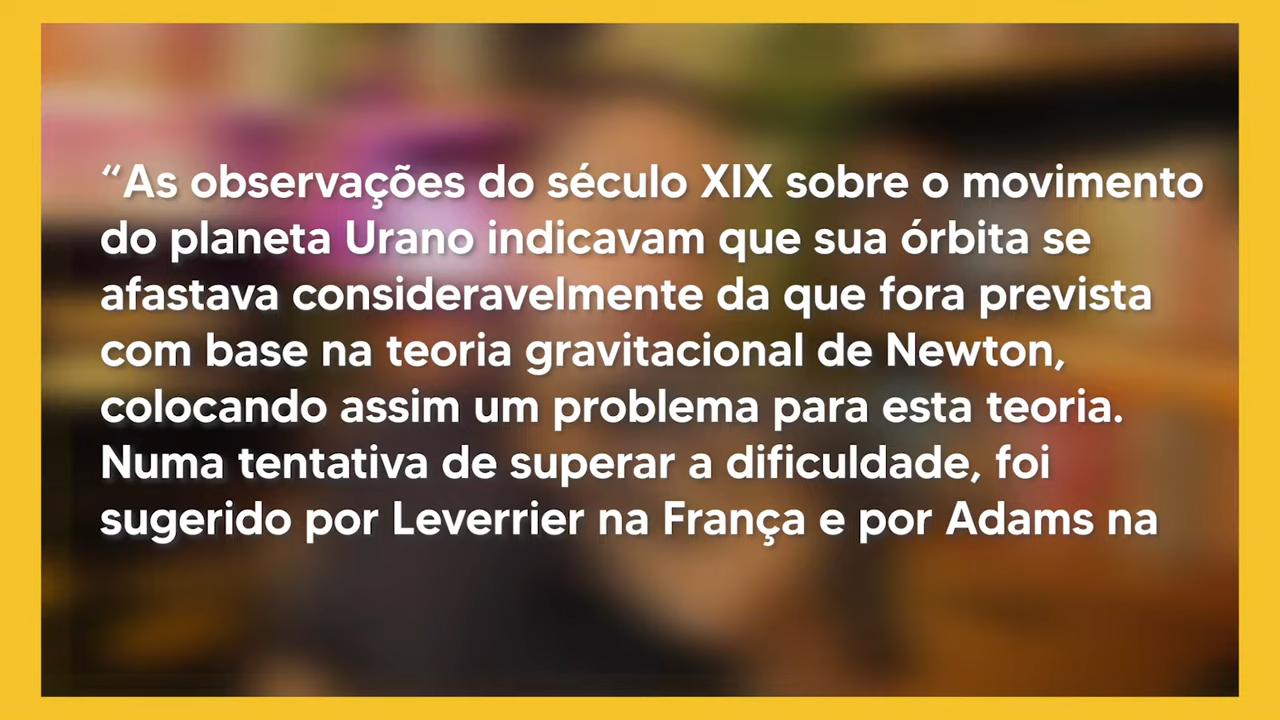 “As observações do século XIX sobre o movimento
do planeta Urano indicavam que sua órbita se
afastava consideravelmente da que fora prevista
com base na teoria gravitacional de Newton,
colocando assim um problema para esta teoria.
Numa tentativa de superar a dificuldade, foi
sugerido por Leverrier na França e por Adams na